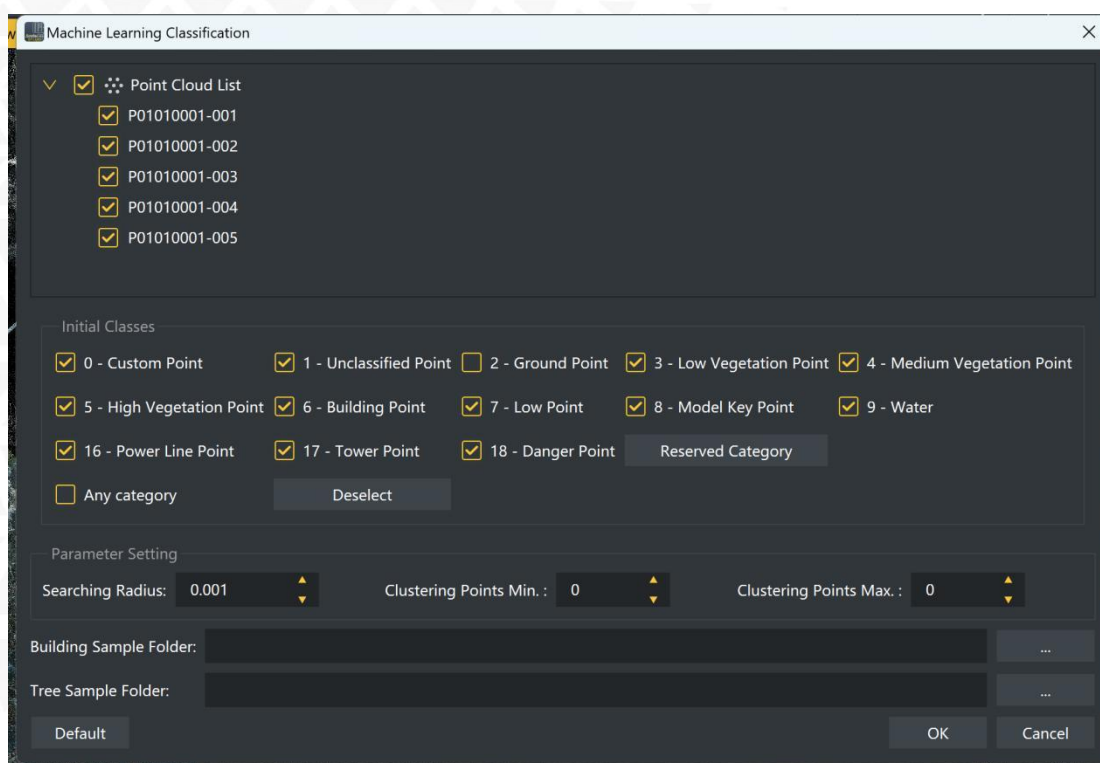 Machine Learning Classification
Point Cloud List
P01010001-001
P01010001-002
P01010001-003
P01010001-004
P01010001-005
Initial Classes
0 - Custom Point 1 - Unclassified Point 2 - Ground Point 3 - Low Vegetation Point 4 - Medium Vegetation Point
5 - High Vegetation Point 6 - Building Point 7 - Low Point 8 - Model Key Point 9 - Water
16 - Power Line Point 17 - Tower Point 18 - Danger Point Reserved Category
Any category Deselect
Parameter Setting
Searching Radius: 0.001 Clustering Points Min. : 0 Clustering Points Max. : 0
Building Sample Folder: ...
Tree Sample Folder: ...
Default OK Cancel